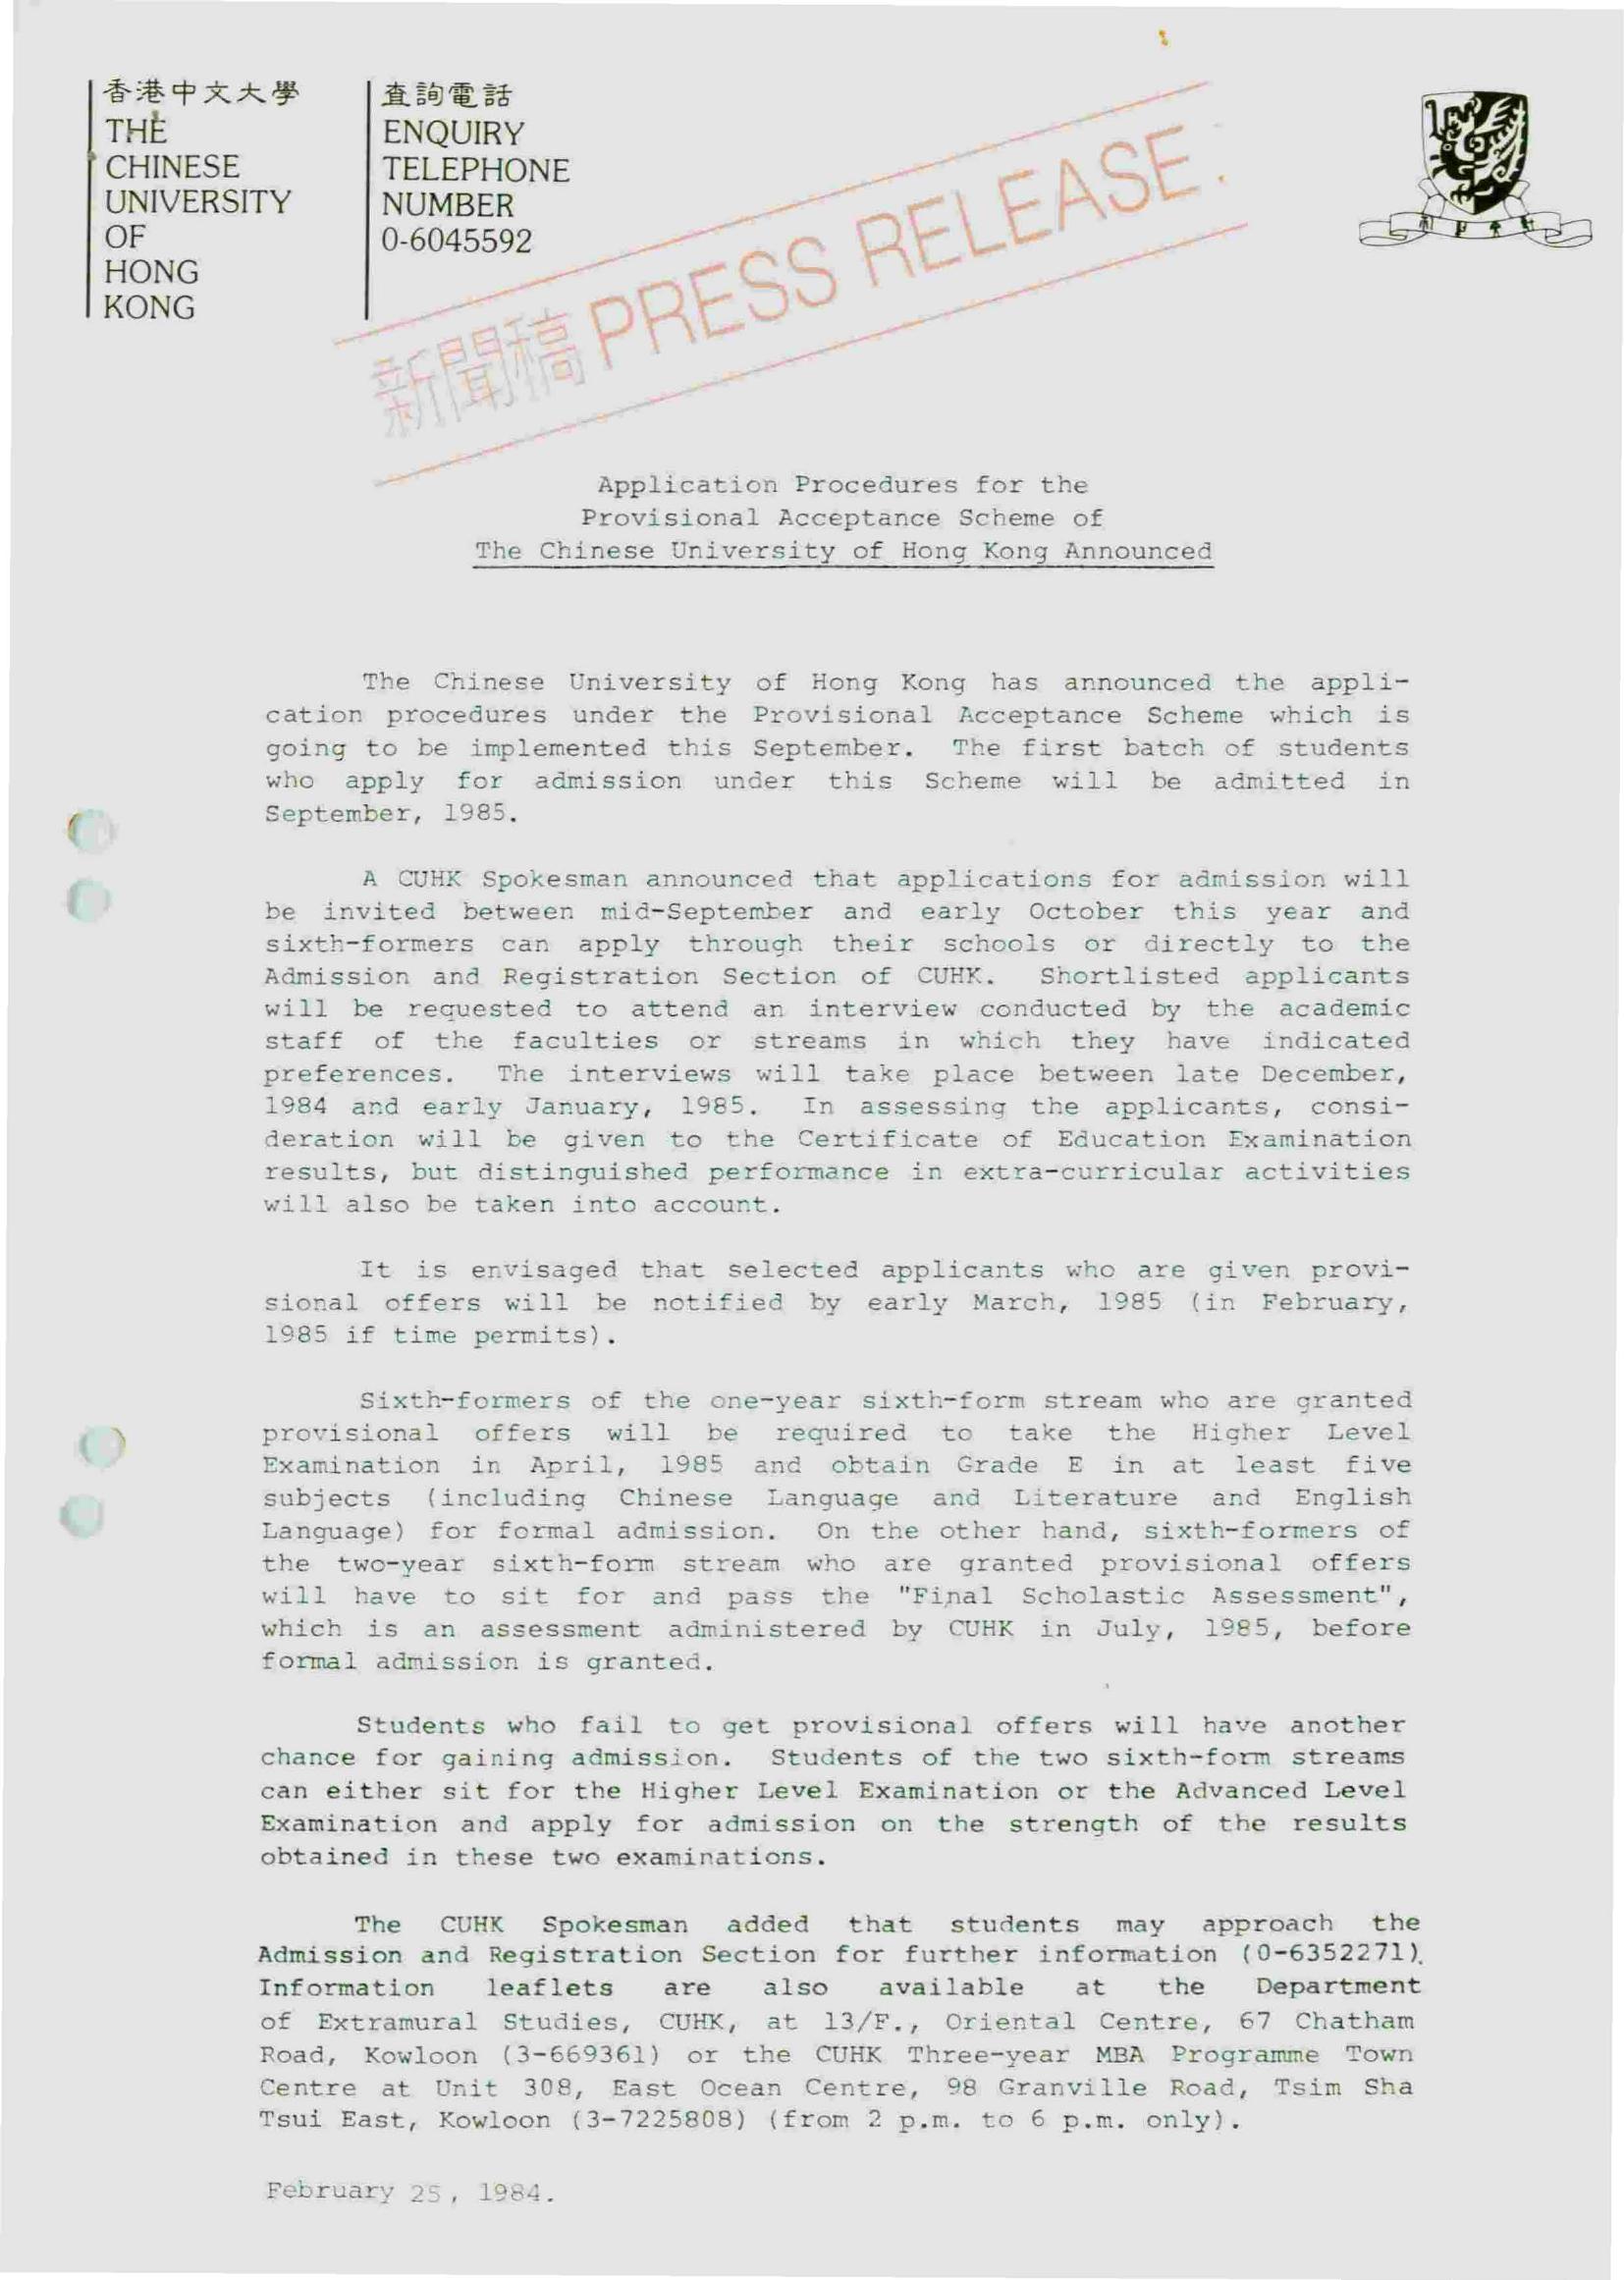 香港中文大學
THE
CHINESE
UNIVERSITY
OF
HONG
KONG
查詢電話
ENQUIRY
TELEPHONE
NUMBER
0-6045592
新聞稿 PRESS RELEASE
Application Procedures for the
Provisional Acceptance Scheme of
The Chinese University of Hong Kong Announced
The Chinese University of Hong Kong has announced the appli-
cation procedures under the Provisional Acceptance Scheme which is
going to be implemented this September. The first batch of students
who apply for admission under this Scheme will be admitted in
September, 1985.
A CUHK Spokesman announced that applications for admission will
be invited between mid-September and early October this year and
sixth-formers can apply through their schools or directly to the
Admission and Registration Section of CUHK. Shortlisted applicants
will be requested to attend an interview conducted by the academic
staff of the faculties or streams in which they have indicated
preferences. The interviews will take place between late December,
1984 and early January, 1985. In assessing the applicants, consi-
deration will be given to the Certificate of Education Examination
results, but distinguished performance in extra-curricular activities
will also be taken into account.
It is envisaged that selected applicants who are given provi-
sional offers will be notified by early March, 1985 (in February,
1985 if time permits).
Sixth-formers of the one-year sixth-form stream who are granted
provisional offers will be required to take the Higher Level
Examination in April, 1985 and obtain Grade E in at least five
subjects (including Chinese Language and Literature and English
Language) for formal admission. On the other hand, sixth-formers of
the two-year sixth-form stream who are granted provisional offers
will have to sit for and pass the "Final Scholastic Assessment",
which is an assessment administered by CUHK in July, 1985, before
formal admission is granted.
Students who fail to get provisional offers will have another
chance for gaining admission. Students of the two sixth-form streams
can either sit for the Higher Level Examination or the Advanced Level
Examination and apply for admission on the strength of the results
obtained in these two examinations.
The CUHK Spokesman added that students may approach the
Admission and Registration Section for further information (0-6352271).
Information leaflets are also available at the Department
of Extramural Studies, CUHK, at 13/F., Oriental Centre, 67 Chatham
Road, Kowloon (3-669361) or the CUHK Three-year MBA Programme Town
Centre at Unit 308, East Ocean Centre, 98 Granville Road, Tsim Sha
Tsui East, Kowloon (3-7225808) (from 2 p.m. to 6 p.m. only).
February 25, 1984.